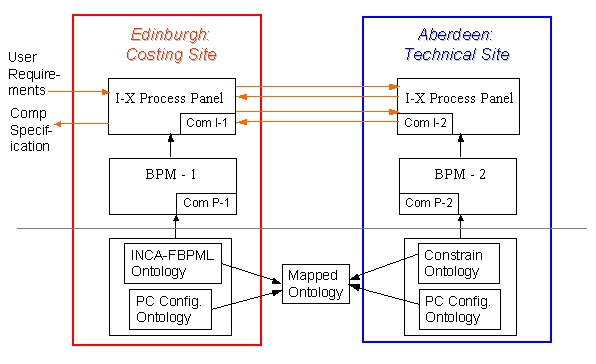 Edinburgh:
Costing Site
Aberdeen:
Technical Site
User
Require-
ments
Comp
Specif-
ication
I-X Process Panel
Com I-1
I-X Process Panel
Com I-2
BPM - 1
Com P-1
BPM - 2
Com P-2
INCA-FBPML
Ontology
PC Config.
Ontology
Mapped
Ontology
Constrain
Ontology
PC Config.
Ontology